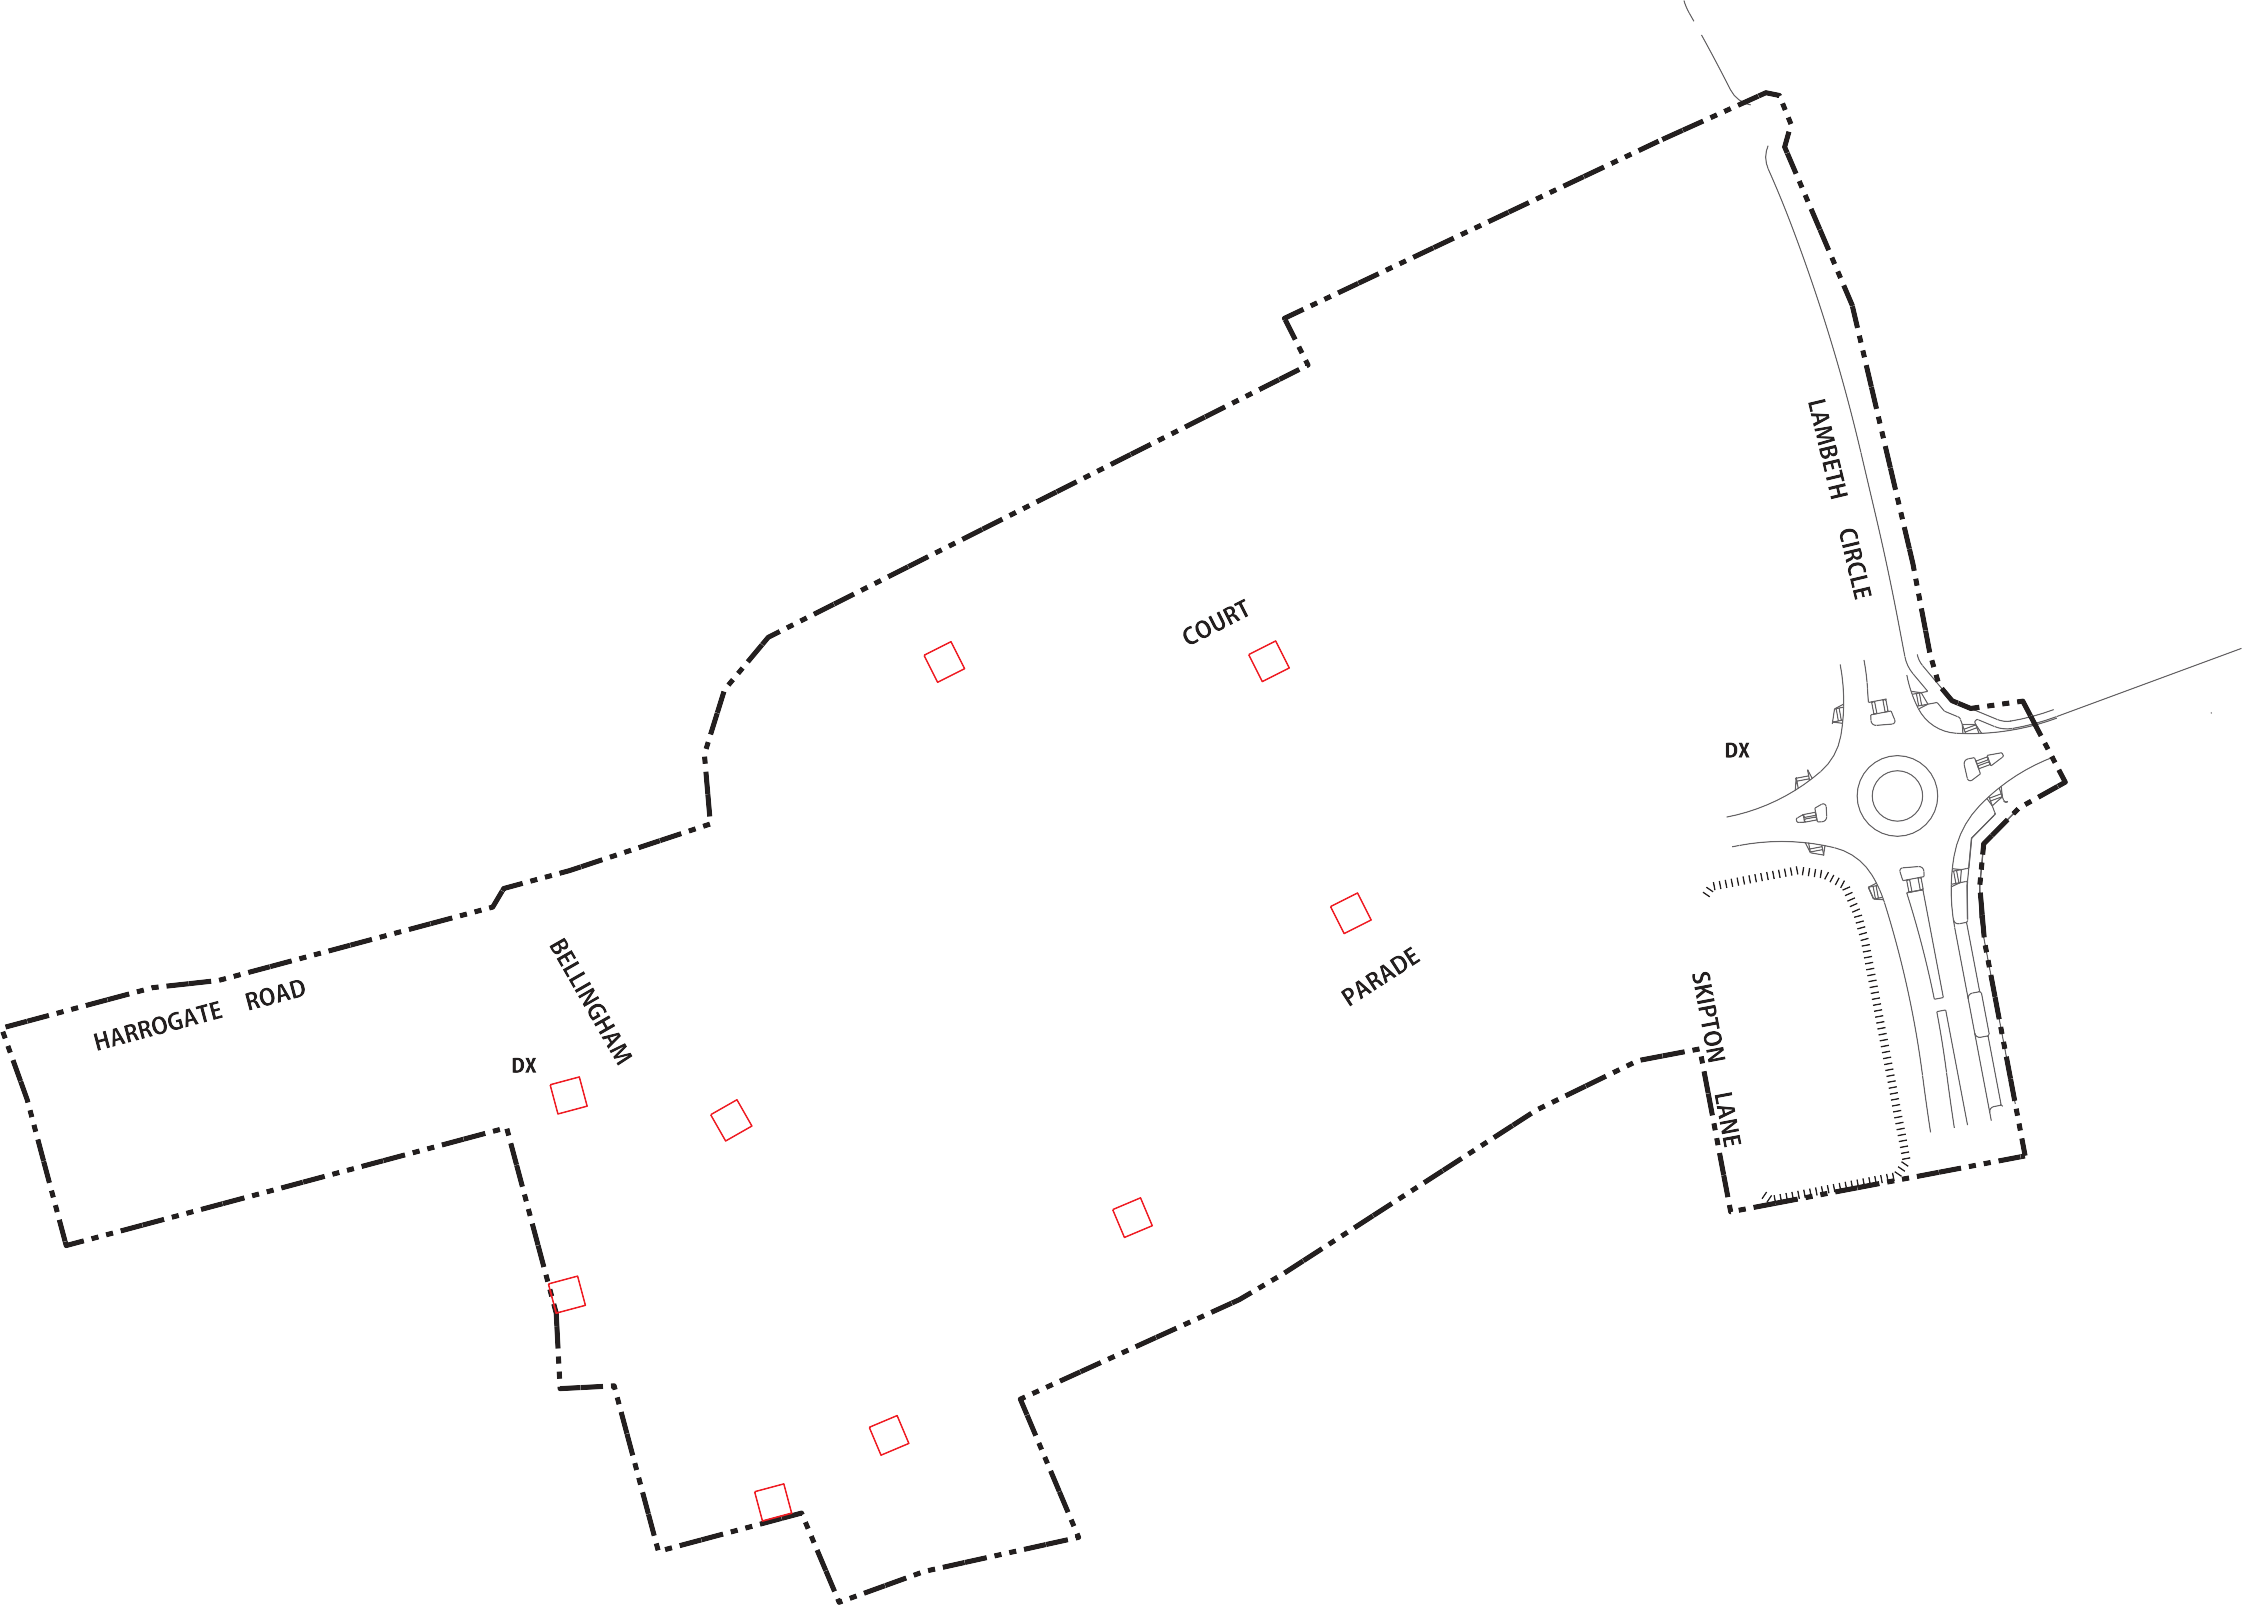 LAMBETH CIRCLE
COURT
DX
PARADE
HARROGATE ROAD
BELLINGHAM
DX
SKIPTON LANE